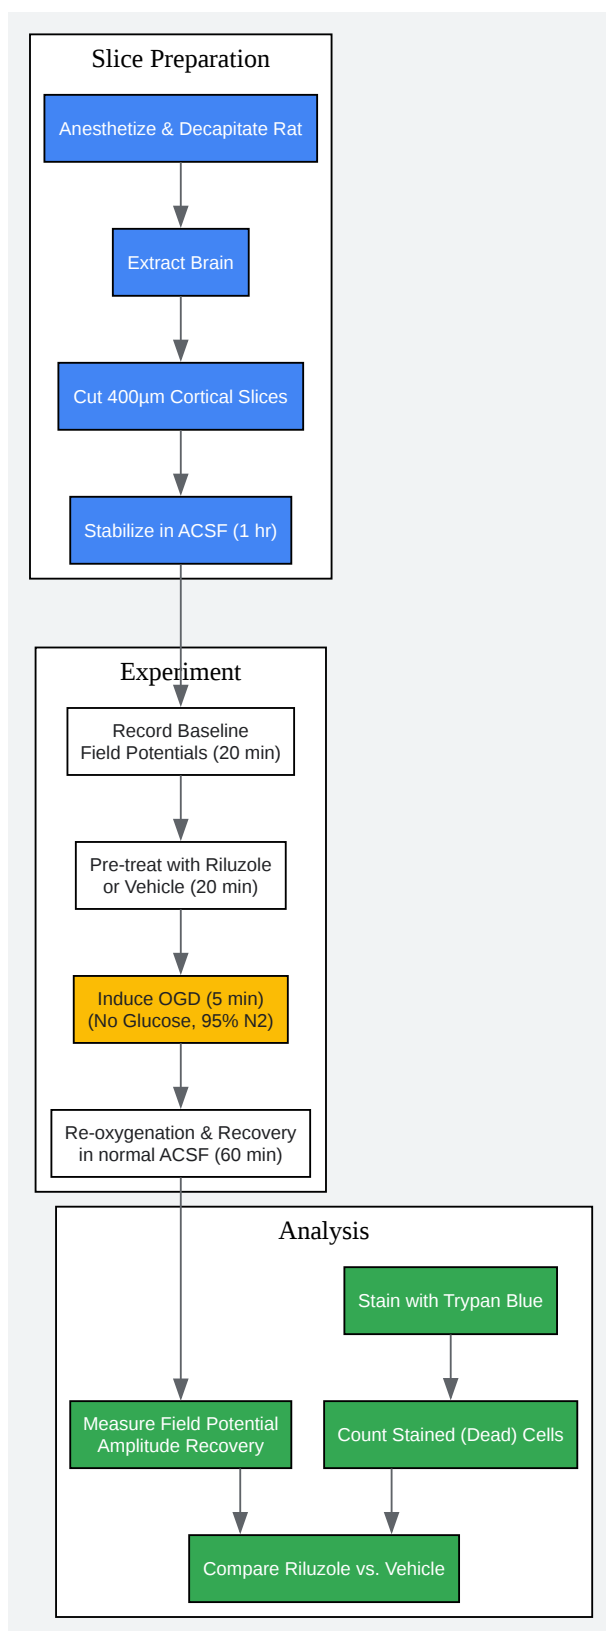 Slice Preparation
Anesthetize & Decapitate Rat
Extract Brain
Cut 400µm Cortical Slices
Stabilize in ACSF (1 hr)
Experiment
Record Baseline
Field Potentials (20 min)
Pre-treat with Riluzole
or Vehicle (20 min)
Induce OGD (5 min)
(No Glucose, 95% N2)
Re-oxygenation & Recovery
in normal ACSF (60 min)
Analysis
Stain with Trypan Blue
Measure Field Potential
Amplitude Recovery
Count Stained (Dead) Cells
Compare Riluzole vs. Vehicle